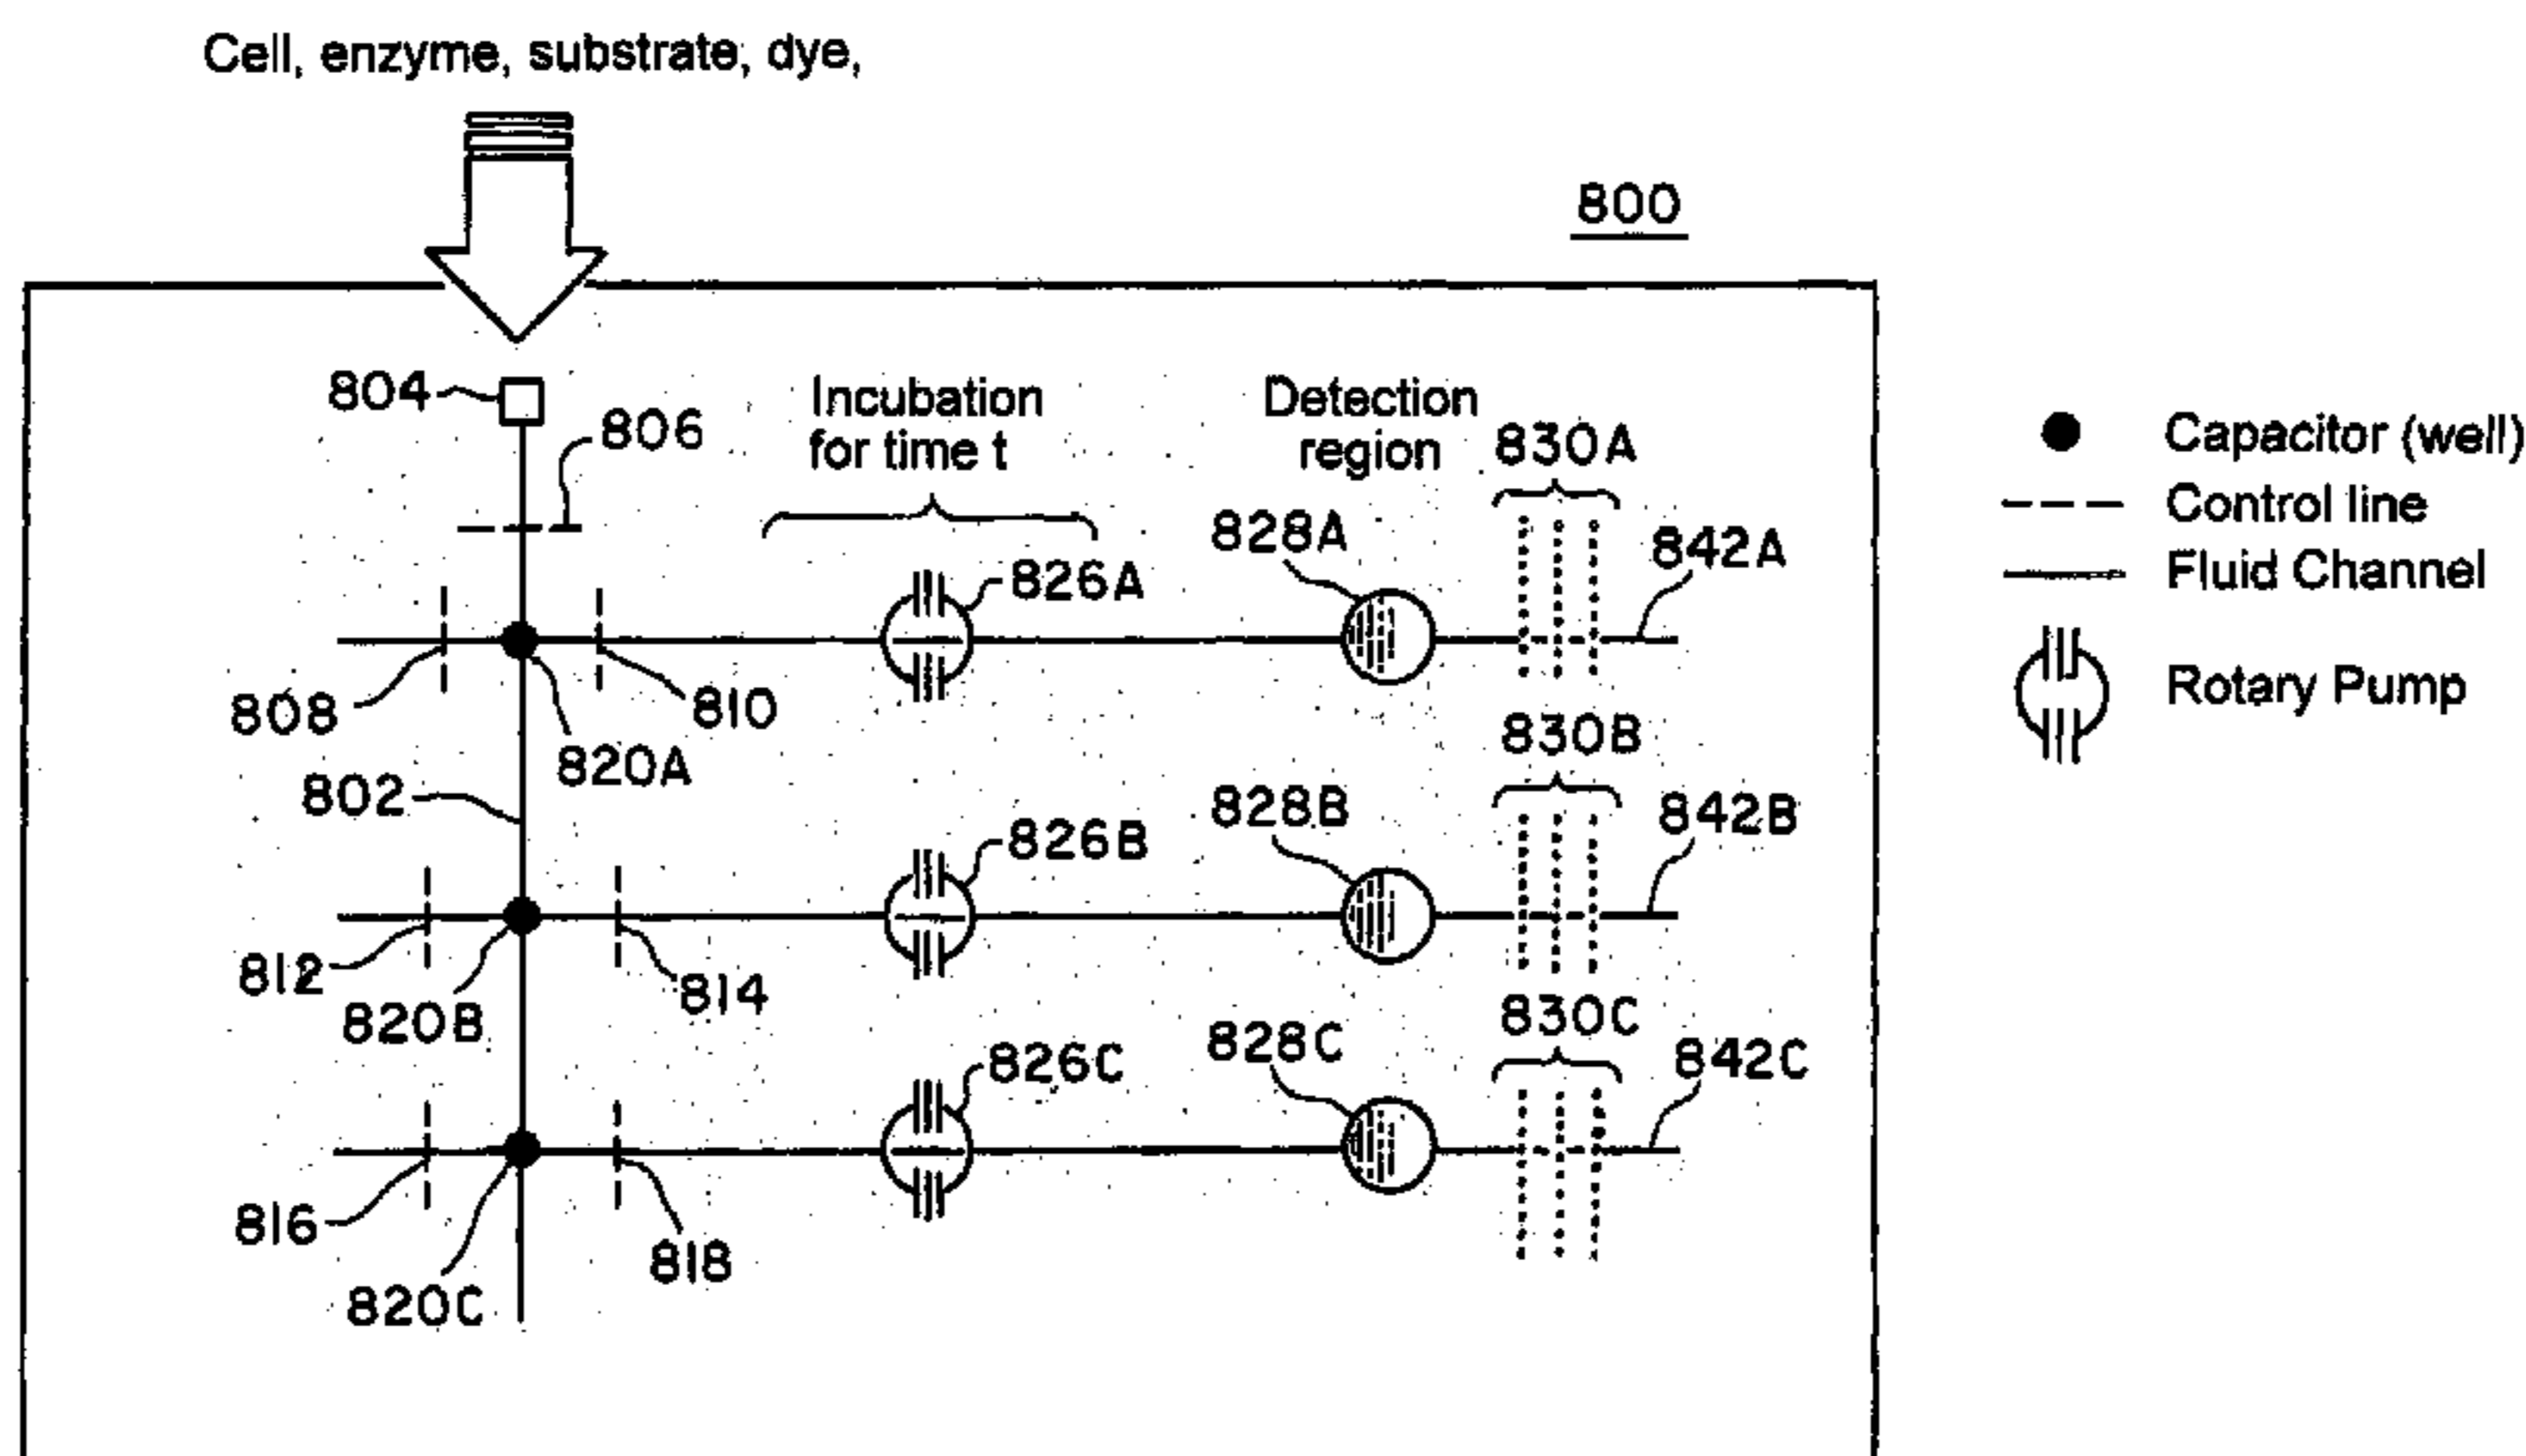 Cell, enzyme, substrate, dye,
800
804
806
Incubation
for time t
Detection
region
830A
828A
842A
826A
808
810
820A
802
830B
828B
842B
826B
812
814
820B
830C
828C
842C
826C
816
818
820C
Capacitor (well)
Control line
Fluid Channel
Rotary Pump